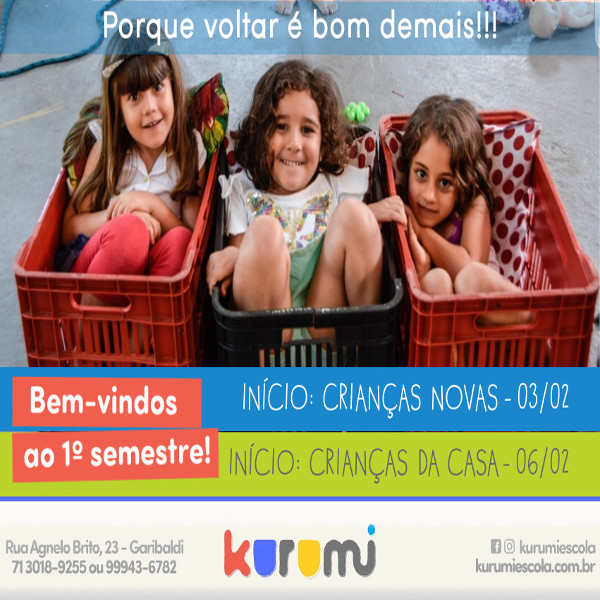 Porque voltar é bom demais!!!
Bem-vindos
ao 1º semestre!
INÍCIO: CRIANÇAS NOVAS - 03/02
INÍCIO: CRIANÇAS DA CASA - 06/02
Rua Agnelo Brito, 23 - Garibaldi
71 3018-9255 ou 99943-6782
kurumi
kurumiescola
kurumiescola.com.br